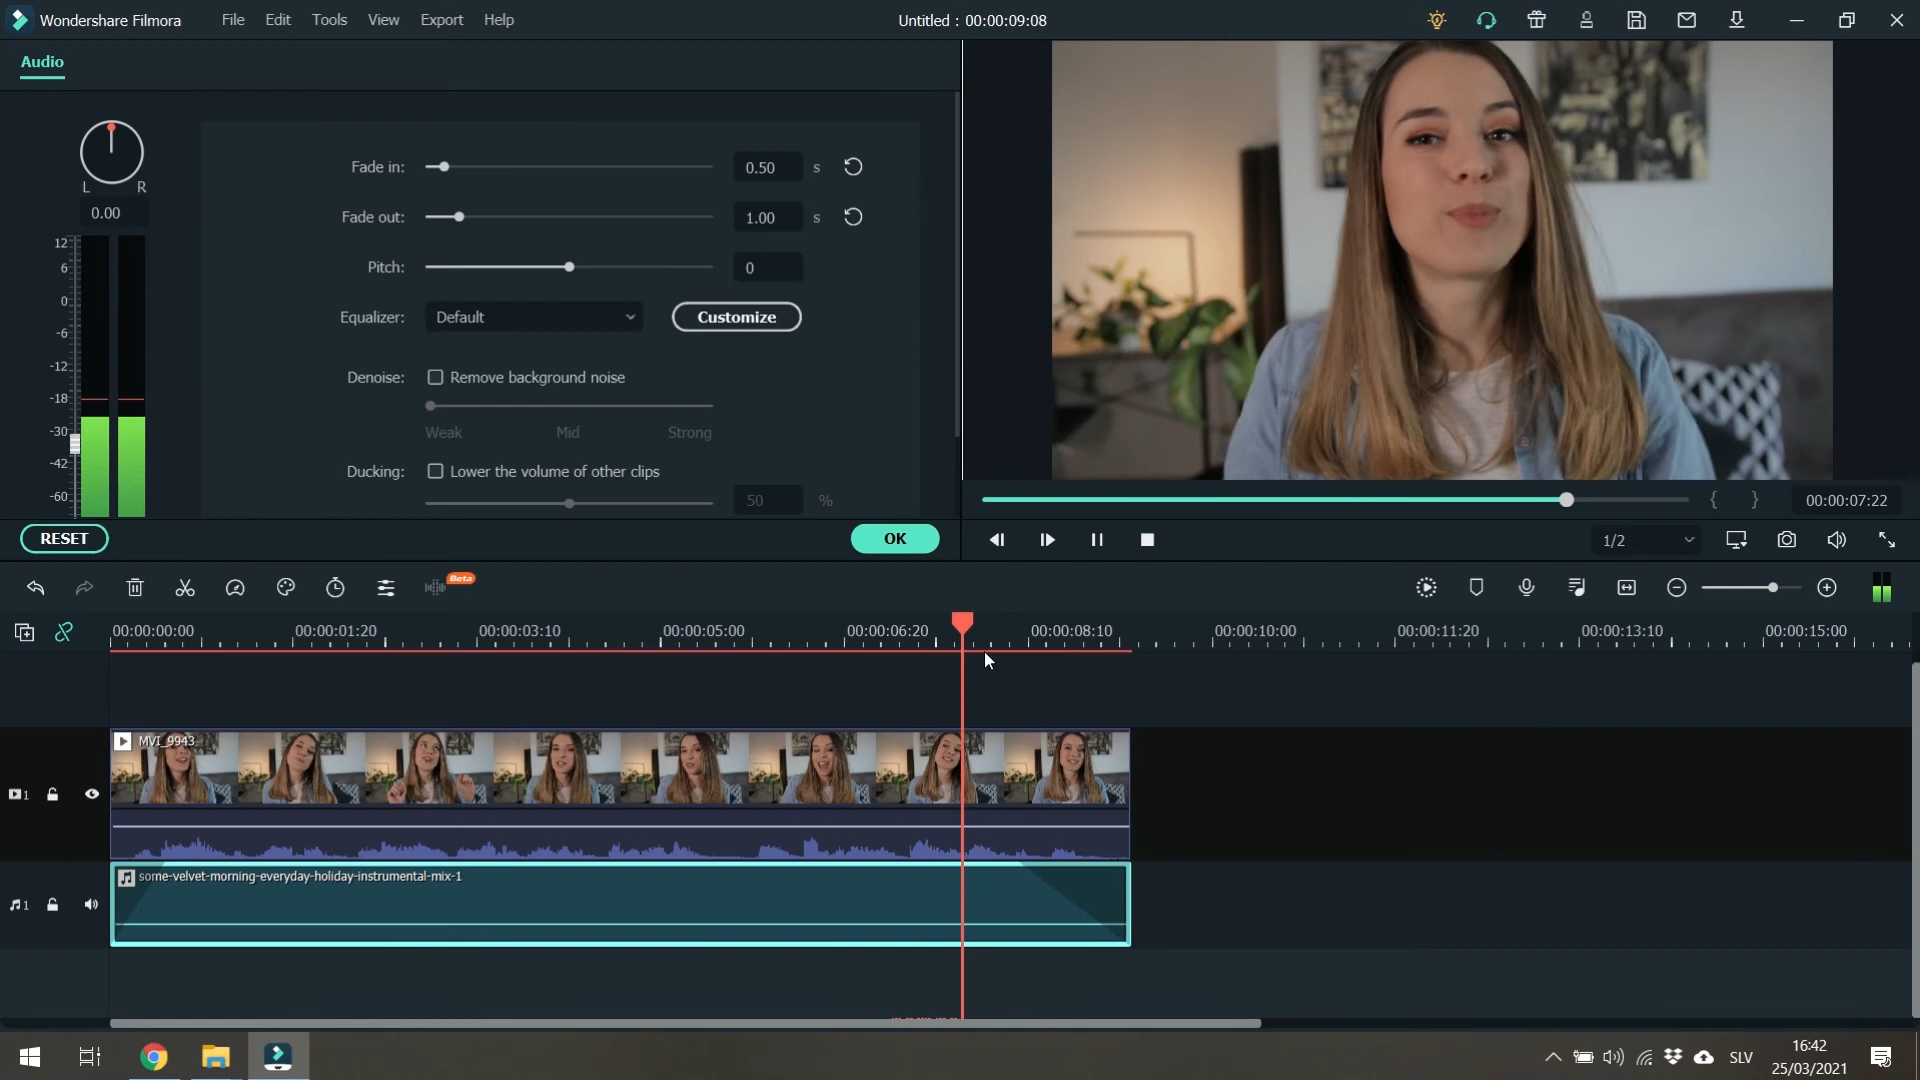 Wondershare Filmora File Edit Tools View Export Help Untitled : 00:00:09:08
Audio
L R
0.00
12
6
0
-6
-12
-18
-30
-42
-60
Fade in: 0.50 s
Fade out: 1.00 s
Pitch: 0
Equalizer: Default Customize
Denoise: Remove background noise
Weak Mid Strong
Ducking: Lower the volume of other clips
50 %
RESET OK
{ } 00:00:07:22
1/2
Beta
00:00:00:00 00:00:01:20 00:00:03:10 00:00:05:00 00:00:06:20 00:00:08:10 00:00:10:00 00:00:11:20 00:00:13:10 00:00:15:00
MVI_9943
1
some-velvet-morning-everyday-holiday-instrumental-mix-1
1
SLV
16:42
25/03/2021